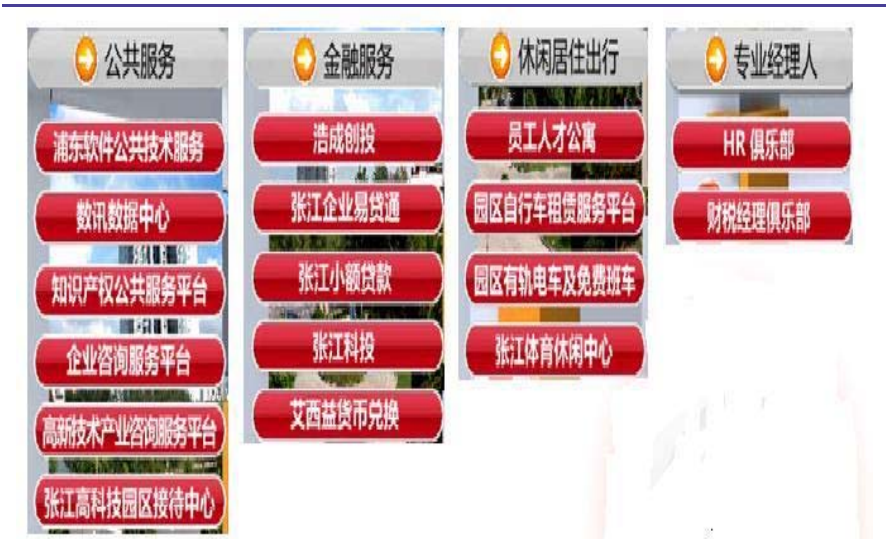 公共服务
浦东软件公共技术服务
数讯数据中心
知识产权公共服务平台
企业咨询服务平台
高新技术产业咨询服务平台
张江高科技园区接待中心
金融服务
浩成创投
张江企业易贷通
张江小额贷款
张江科投
艾西益货币兑换
休闲居住出行
员工人才公寓
园区自行车租赁服务平台
园区有轨电车及免费班车
张江体育休闲中心
专业经理人
HR 俱乐部
财税经理俱乐部